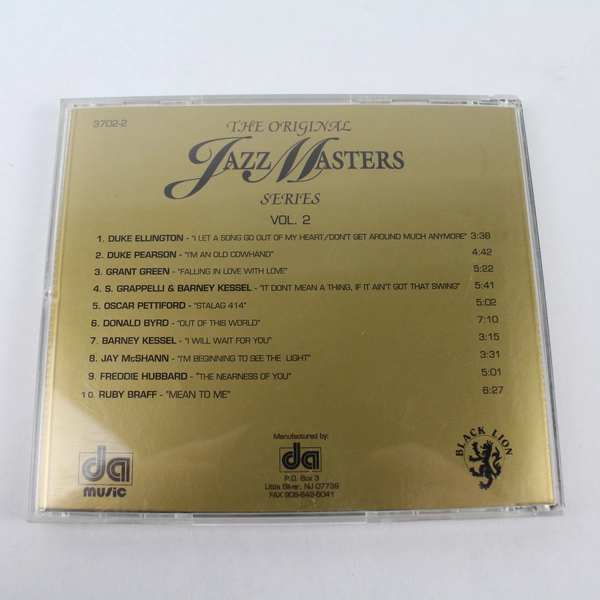 3702-2
THE ORIGINAL
JAZZ MASTERS
SERIES
VOL. 2
1. DUKE ELLINGTON - "I LET A SONG GO OUT OF MY HEART/DON'T GET AROUND MUCH ANYMORE" 3:38
2. DUKE PEARSON - "I'M AN OLD COWHAND" 4:42
3. GRANT GREEN - "FALLING IN LOVE WITH LOVE" 5:22
4. S. GRAPPELLI & BARNEY KESSEL - "IT DONT MEAN A THING, IF IT AIN'T GOT THAT SWING" 5:41
5. OSCAR PETTIFORD - "STALAG 414" 5:02
6. DONALD BYRD - "OUT OF THIS WORLD" 7:10
7. BARNEY KESSEL - "I WILL WAIT FOR YOU" 3:15
8. JAY McSHANN - "I'M BEGINNING TO SEE THE LIGHT" 3:31
9. FREDDIE HUBBARD - "THE NEARNESS OF YOU" 5:01
10. RUBY BRAFF - "MEAN TO ME" 6:27
da
music
Manufactured by:
da
P.O. Box 3
Little Silver, NJ 07739
FAX 908-842-5041
BLACK LION